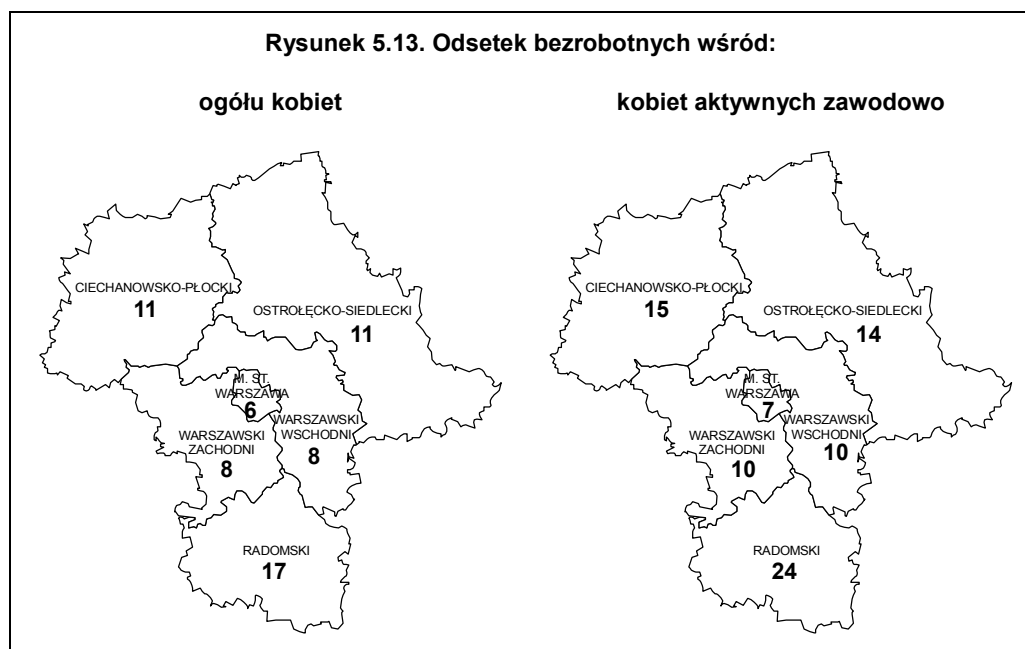 Rysunek 5.13. Odsetek bezrobotnych wśród:
ogółu kobiet
CIECHANOWSKO-PŁOCKI
11
OSTROŁĘCKO-SIEDLECKI
11
M. ST.
WARSZAWA
6
WARSZAWSKI
WSCHODNI
8
WARSZAWSKI
ZACHODNI
8
RADOMSKI
17
kobiet aktywnych zawodowo
CIECHANOWSKO-PŁOCKI
15
OSTROŁĘCKO-SIEDLECKI
14
M. ST.
WARSZAWA
7
WARSZAWSKI
WSCHODNI
10
WARSZAWSKI
ZACHODNI
10
RADOMSKI
24